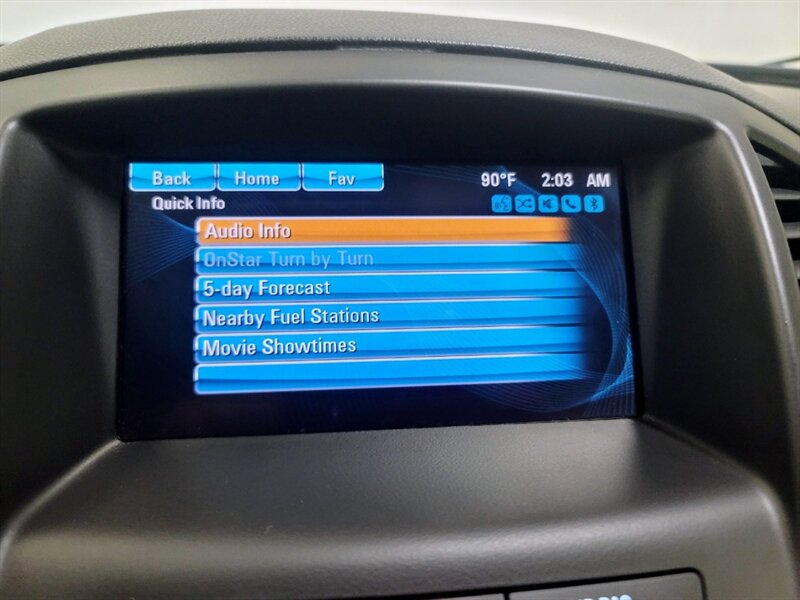 Back Home Fav 90°F 2:03 AM
Quick Info
Audio Info
OnStar Turn by Turn
5-day Forecast
Nearby Fuel Stations
Movie Showtimes